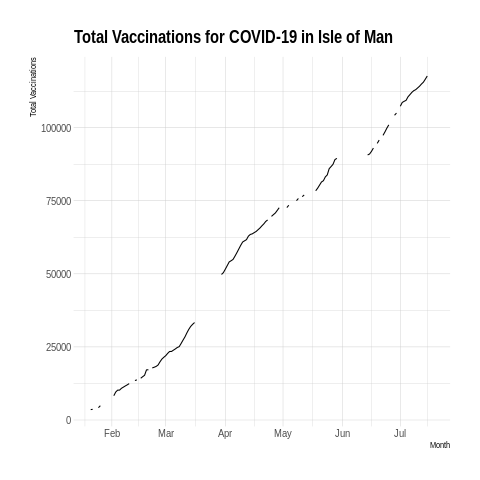 Total Vaccinations for COVID-19 in Isle of Man
Total Vaccinations
100000
75000
50000
25000
0
Feb Mar Apr May Jun Jul
Month